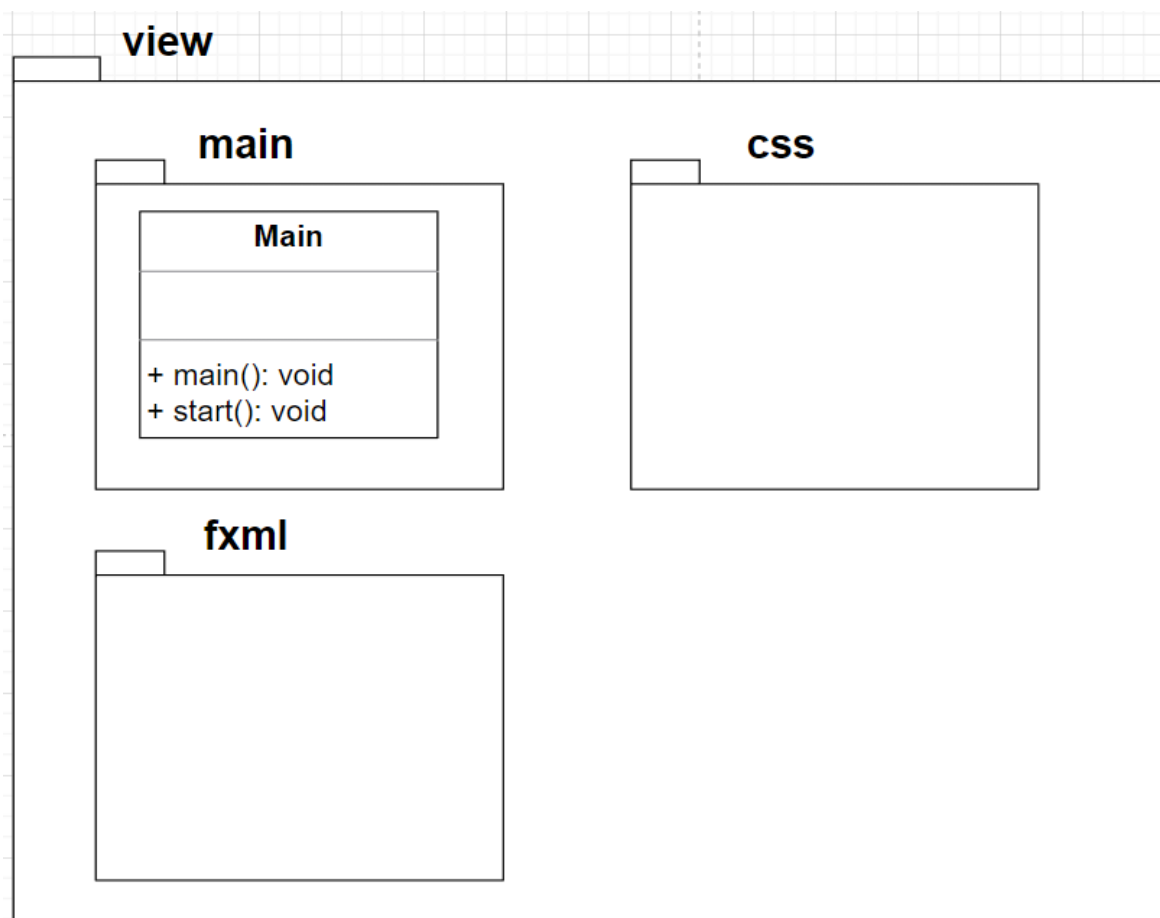 view
main
css
Main
+ main(): void
+ start(): void
fxml